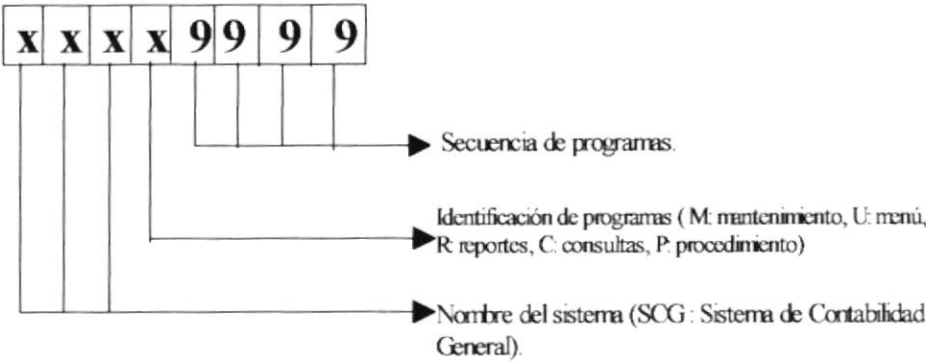 x x x x 9 9 9 9
Secuencia de programas.
Identificación de programas ( M: mantenimiento, U: menú,
R: reportes, C: consultas, P: procedimiento)
Nombre del sistema (SCG : Sistema de Contabilidad
General).